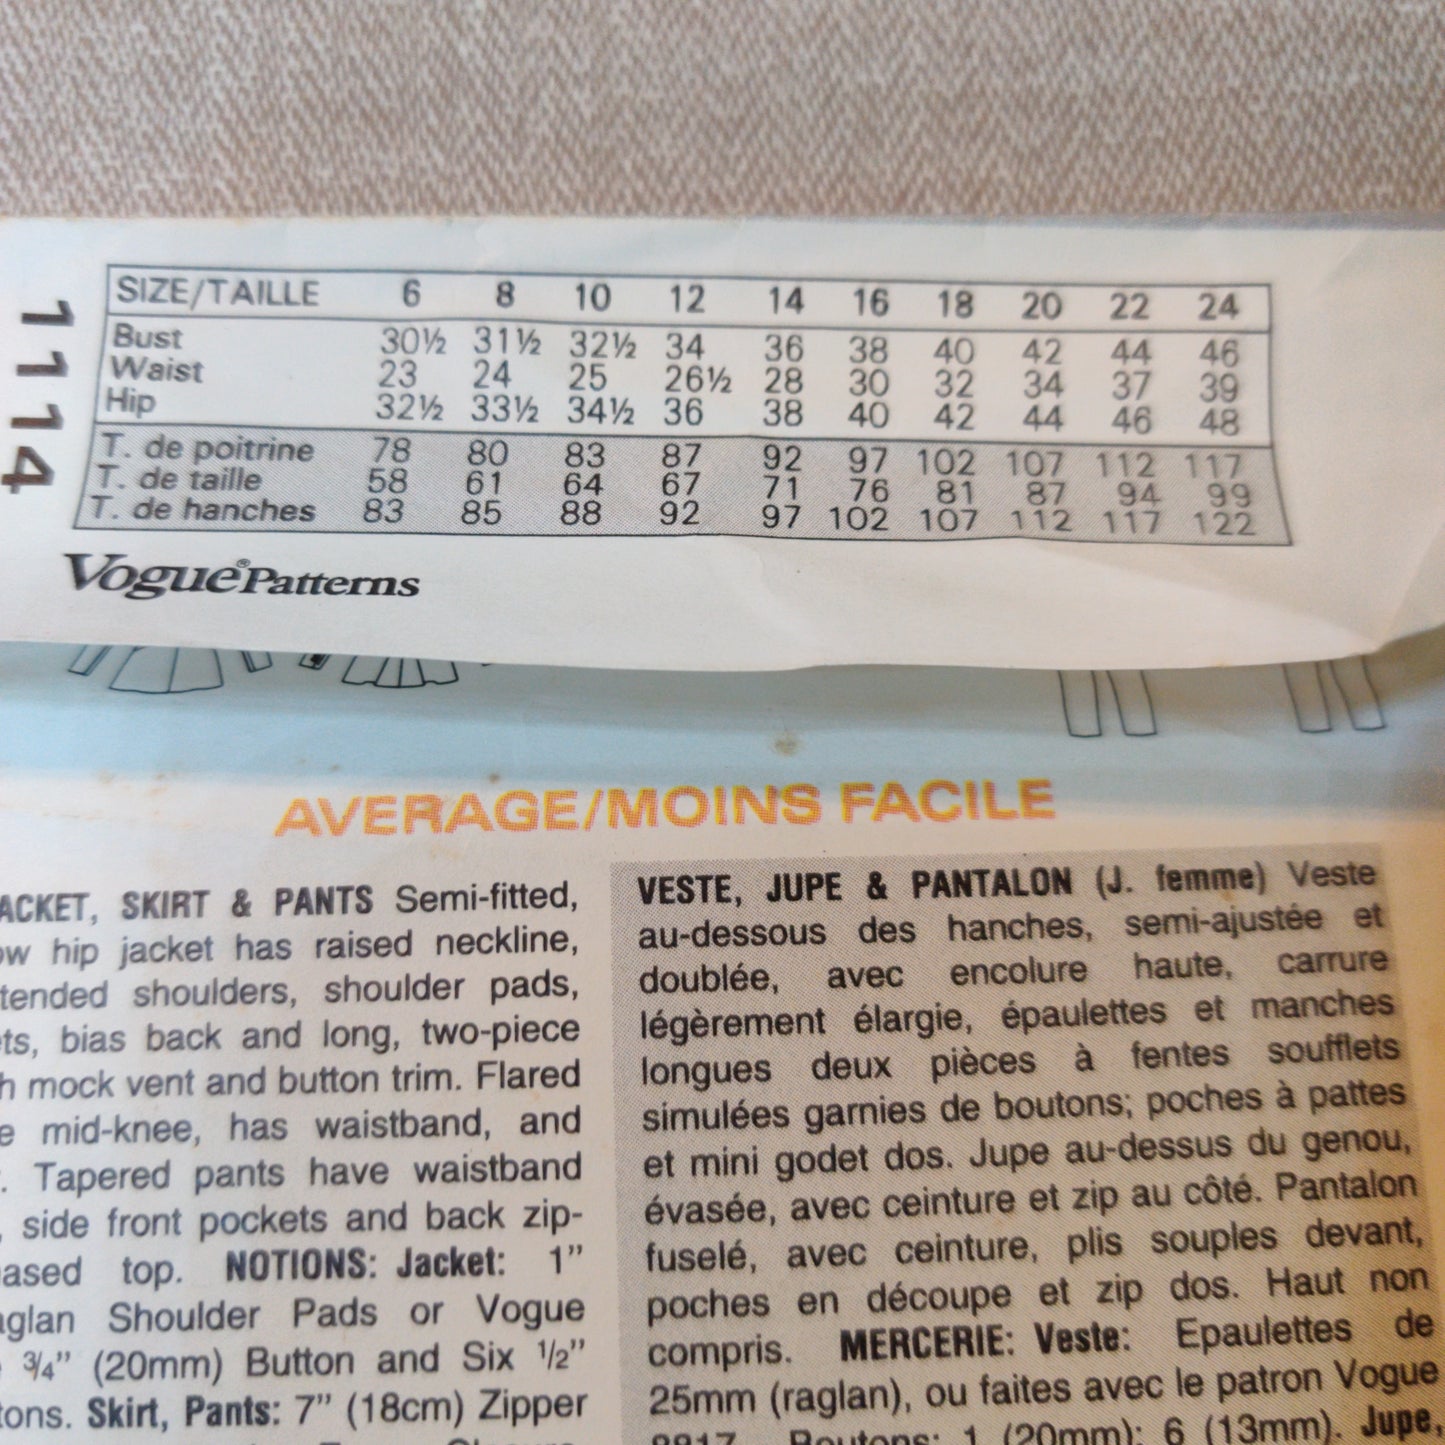 1114
SIZE/TAILLE 6 8 10 12 14 16 18 20 22 24
Bust 30½ 31½ 32½ 34 36 38 40 42 44 46
Waist 23 24 25 26½ 28 30 32 34 37 39
Hip 32½ 33½ 34½ 36 38 40 42 44 46 48
T. de poitrine 78 80 83 87 92 97 102 107 112 117
T. de taille 58 61 64 67 71 76 81 87 94 99
T. de hanches 83 85 88 92 97 102 107 112 117 122
Vogue® Patterns
AVERAGE/MOINS FACILE
ACKET, SKIRT & PANTS Semi-fitted,
ow hip jacket has raised neckline,
tended shoulders, shoulder pads,
ets, bias back and long, two-piece
h mock vent and button trim. Flared
e mid-knee, has waistband, and
. Tapered pants have waistband
, side front pockets and back zip-
ased top. NOTIONS: Jacket: 1"
aglan Shoulder Pads or Vogue
¾" (20mm) Button and Six ½"
tons. Skirt, Pants: 7" (18cm) Zipper
VESTE, JUPE & PANTALON (J. femme) Veste
au-dessous des hanches, semi-ajustée et
doublée, avec encolure haute, carrure
légèrement élargie, épaulettes et manches
longues deux pièces à fentes soufflets
simulées garnies de boutons; poches à pattes
et mini godet dos. Jupe au-dessus du genou,
évasée, avec ceinture et zip au côté. Pantalon
fuselé, avec ceinture, plis souples devant,
poches en découpe et zip dos. Haut non
compris. MERCERIE: Veste: Epaulettes de
25mm (raglan), ou faites avec le patron Vogue
8817. Boutons: 1 (20mm); 6 (13mm). Jupe,